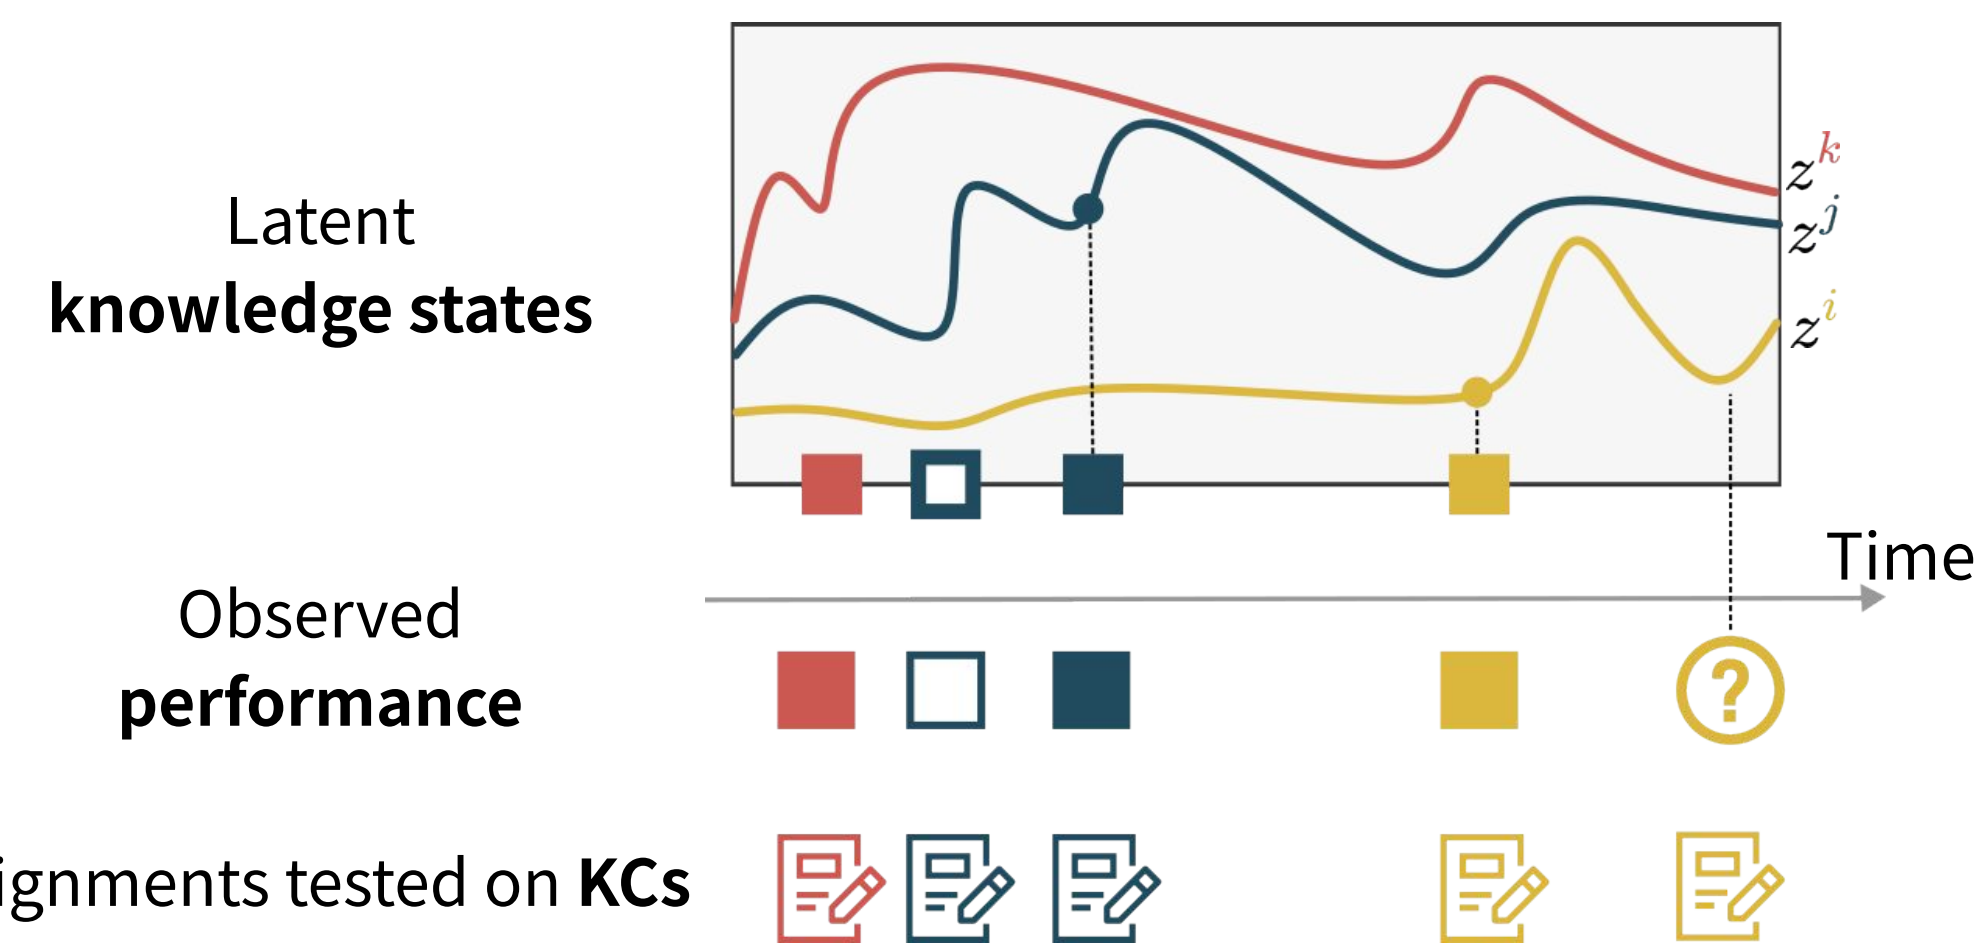 Latent
knowledge states
z^k
z^j
z^i
Time
Observed
performance
?
ignments tested on KCs